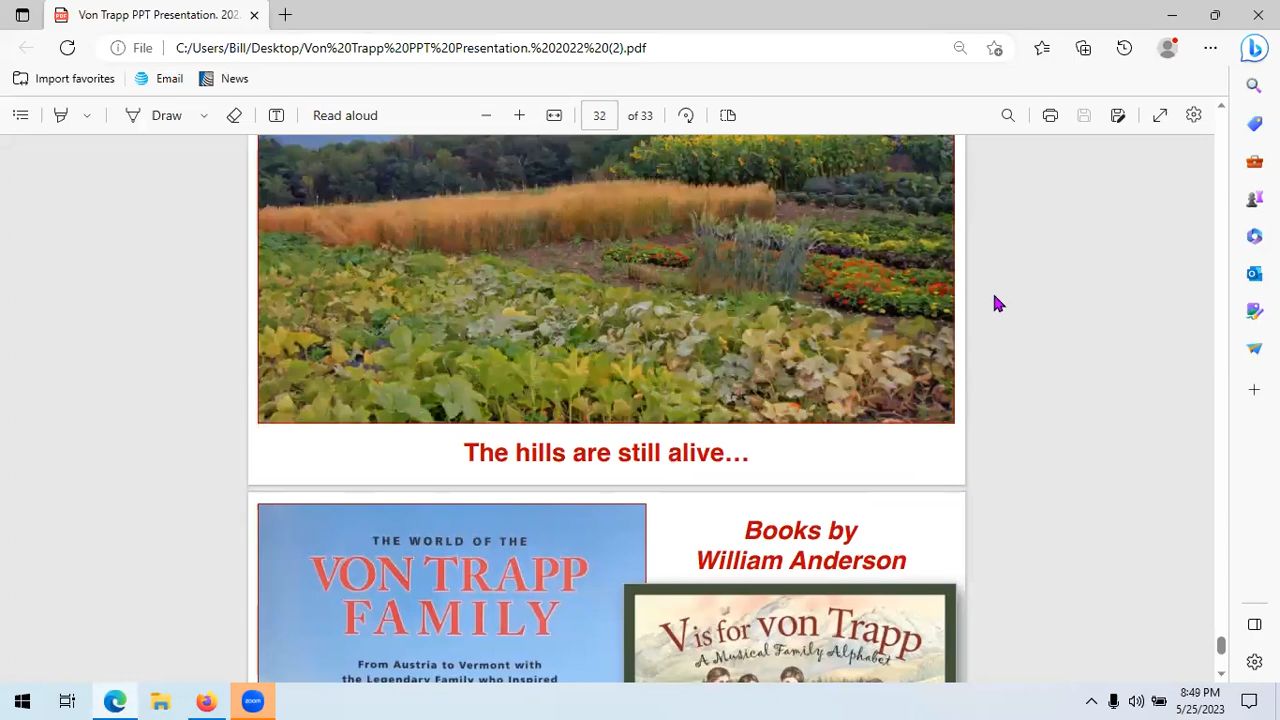 Von Trapp PPT Presentation. 202
File
C:/Users/Bill/Desktop/Von%20Trapp%20PPT%20Presentation.%202022%20(2).pdf
Import favorites
Email
News
Draw
Read aloud
32
of 33
The hills are still alive…
THE WORLD OF THE
VON TRAPP
FAMILY
From Austria to Vermont with
the Legendary Family who Inspired
Books by
William Anderson
V is for von Trapp
A Musical Family Alphabet
zoom
8:49 PM
5/25/2023